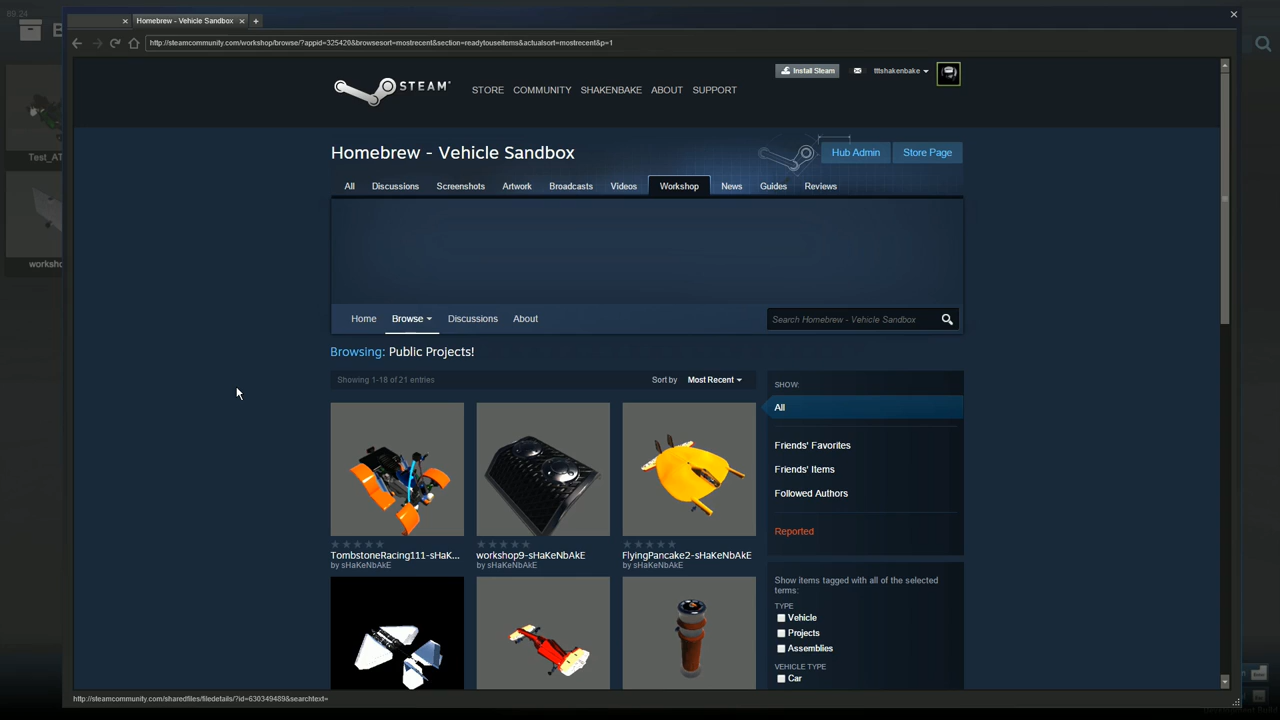 69.24
Homebrew - Vehicle Sandbox
http://steamcommunity.com/workshop/browse/?appid=325420&browsesort=mostrecent&section=readytouseitems&actualsort=mostrecent&p=1
Install Steam
tttshakenbake
STEAM
STORE COMMUNITY SHAKENBAKE ABOUT SUPPORT
Homebrew - Vehicle Sandbox
Hub Admin
Store Page
All Discussions Screenshots Artwork Broadcasts Videos Workshop News Guides Reviews
Test_AT
worksho
Home Browse Discussions About
Search Homebrew - Vehicle Sandbox
Browsing: Public Projects!
Showing 1-18 of 21 entries
Sort by Most Recent
SHOW:
All
Friends' Favorites
Friends' Items
Followed Authors
Reported
TombstoneRacing111-sHaK...
by sHaKeNbAkE
workshop9-sHaKeNbAkE
by sHaKeNbAkE
FlyingPancake2-sHaKeNbAkE
by sHaKeNbAkE
Show items tagged with all of the selected
terms:
TYPE
Vehicle
Projects
Assemblies
VEHICLE TYPE
Car
http://steamcommunity.com/sharedfiles/filedetails/?id=630349489&searchtext=